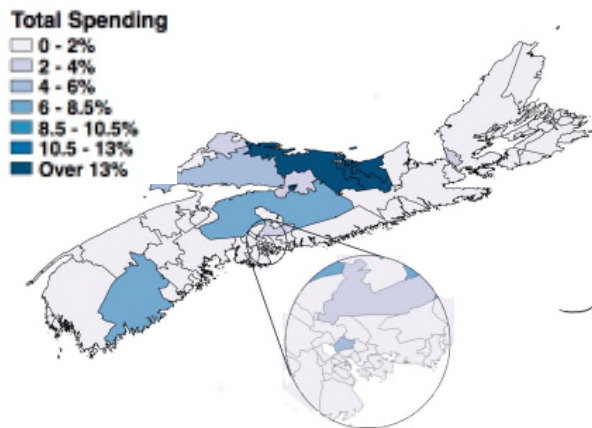 Total Spending
0 - 2%
2 - 4%
4 - 6%
6 - 8.5%
8.5 - 10.5%
10.5 - 13%
Over 13%